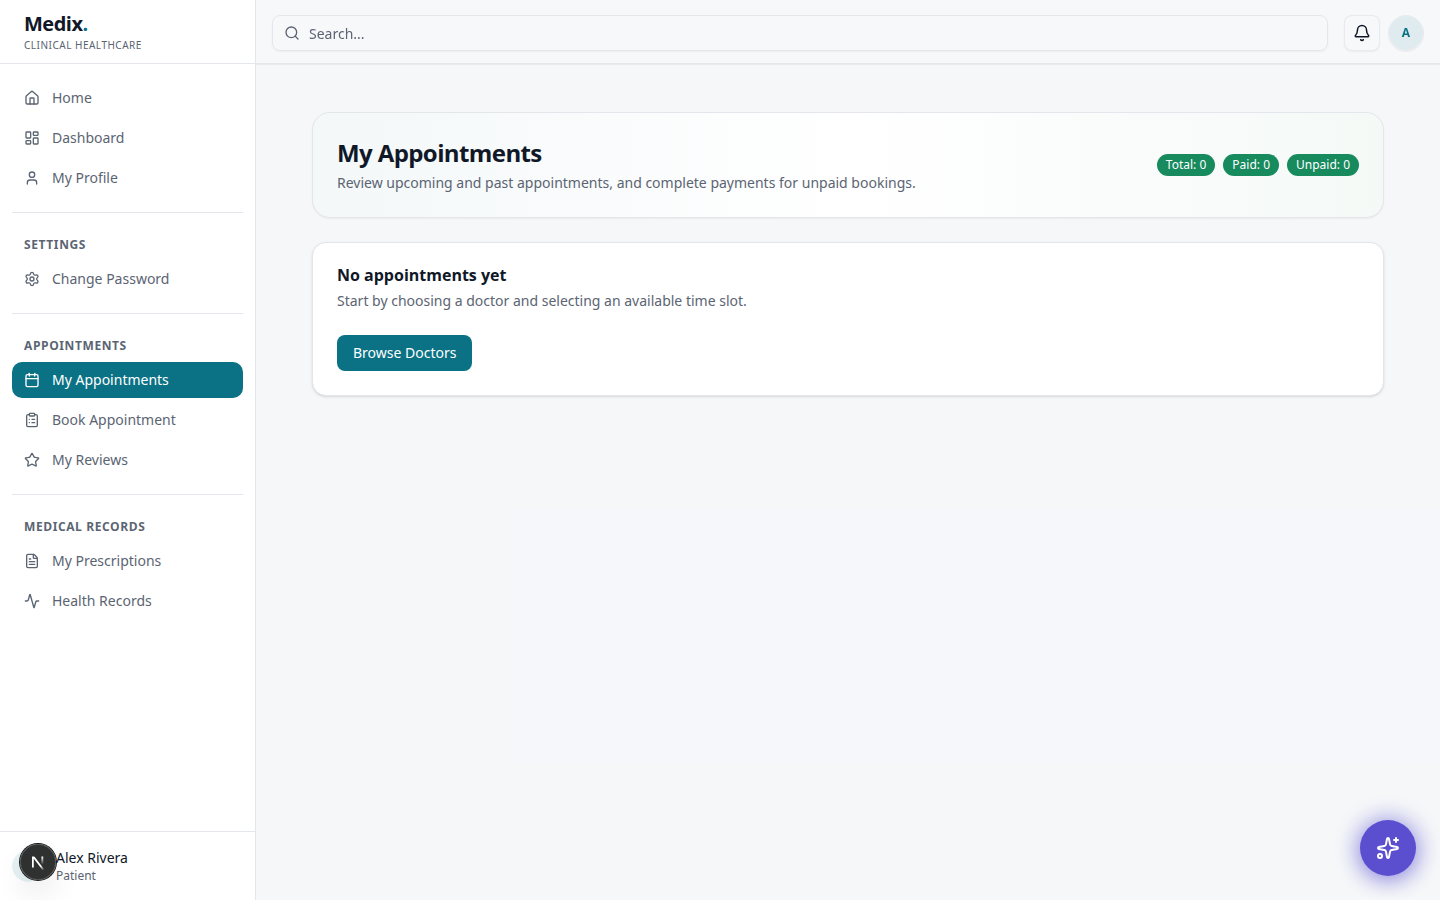 Medix.
CLINICAL HEALTHCARE
Home
Dashboard
My Profile
SETTINGS
Change Password
APPOINTMENTS
My Appointments
Book Appointment
My Reviews
MEDICAL RECORDS
My Prescriptions
Health Records
N
Alex Rivera
Patient
Search...
A
My Appointments
Review upcoming and past appointments, and complete payments for unpaid bookings.
Total: 0
Paid: 0
Unpaid: 0
No appointments yet
Start by choosing a doctor and selecting an available time slot.
Browse Doctors